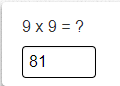 9 x 9 = ?
81